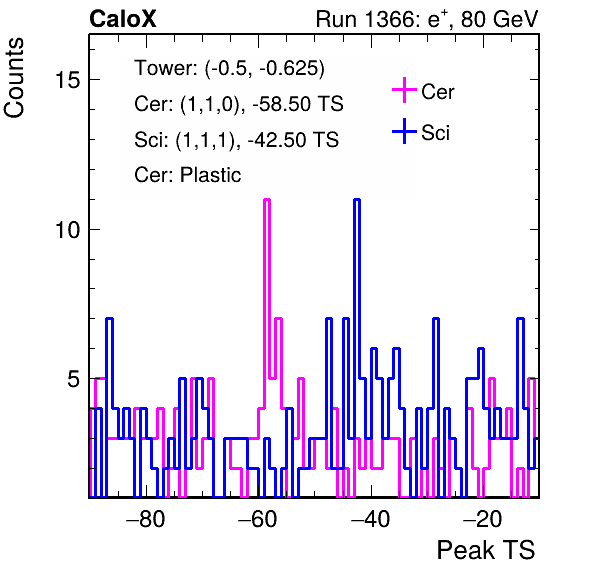 CaloX Run 1366: e⁺, 80 GeV
Counts
Tower: (-0.5, -0.625)
Cer: (1,1,0), -58.50 TS
Sci: (1,1,1), -42.50 TS
Cer: Plastic
Cer
Sci
15
10
5
−80 −60 −40 −20
Peak TS